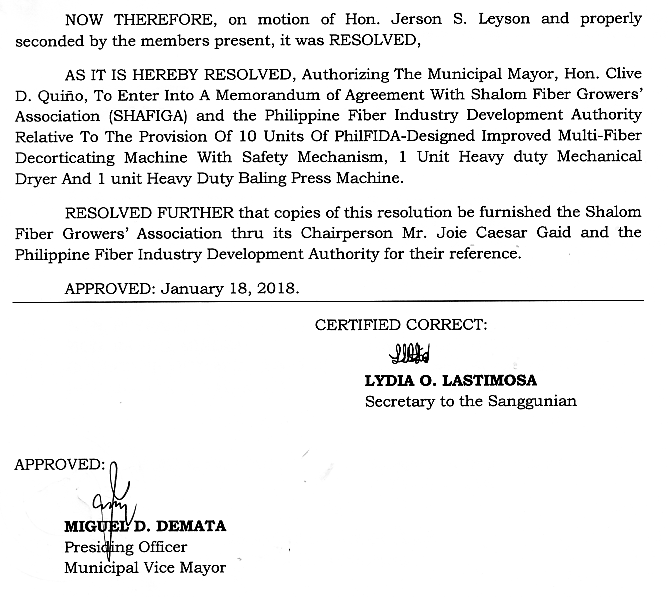 NOW THEREFORE, on motion of Hon. Jerson S. Leyson and properly
seconded by the members present, it was RESOLVED,
AS IT IS HEREBY RESOLVED, Authorizing The Municipal Mayor, Hon. Clive
D. Quiño, To Enter Into A Memorandum of Agreement With Shalom Fiber Growers'
Association (SHAFIGA) and the Philippine Fiber Industry Development Authority
Relative To The Provision Of 10 Units Of PhilFIDA-Designed Improved Multi-Fiber
Decorticating Machine With Safety Mechanism, 1 Unit Heavy duty Mechanical
Dryer And 1 unit Heavy Duty Baling Press Machine.
RESOLVED FURTHER that copies of this resolution be furnished the Shalom
Fiber Growers' Association thru its Chairperson Mr. Joie Caesar Gaid and the
Philippine Fiber Industry Development Authority for their reference.
APPROVED: January 18, 2018.
CERTIFIED CORRECT:
LYDIA O. LASTIMOSA
Secretary to the Sanggunian
APPROVED:
MIGUEL D. DEMATA
Presiding Officer
Municipal Vice Mayor